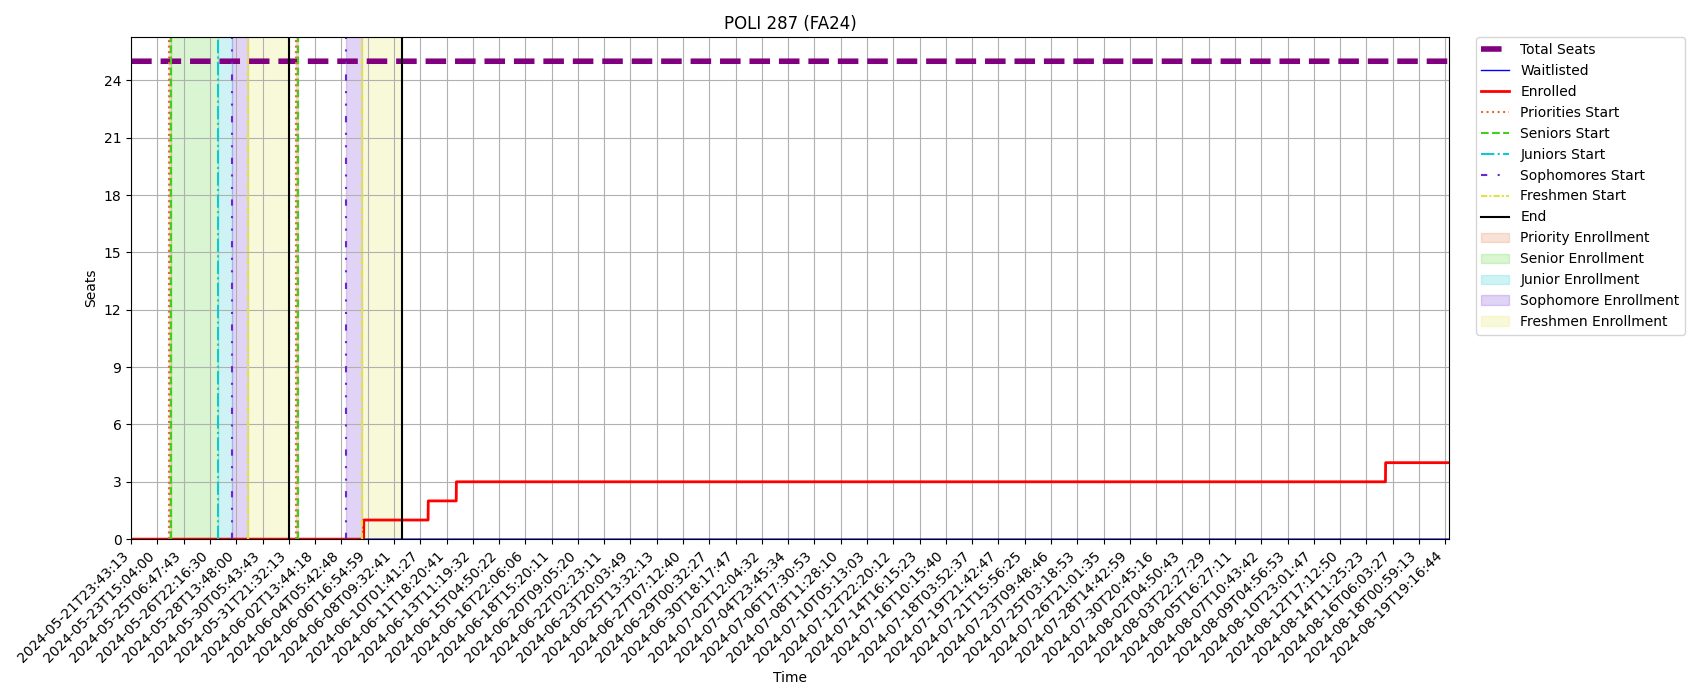 POLI 287 (FA24)
Seats
24
21
18
15
12
9
6
3
0
2024-05-21T23:43:13
2024-05-23T15:04:00
2024-05-25T06:47:43
2024-05-26T22:16:30
2024-05-28T13:48:00
2024-05-30T05:43:43
2024-05-31T21:32:13
2024-06-02T13:44:18
2024-06-04T05:42:48
2024-06-06T16:54:59
2024-06-08T09:32:41
2024-06-10T01:41:27
2024-06-11T18:20:41
2024-06-13T11:19:32
2024-06-15T04:50:22
2024-06-16T22:06:06
2024-06-18T15:20:11
2024-06-20T09:05:20
2024-06-22T02:23:11
2024-06-23T20:03:49
2024-06-25T13:32:13
2024-06-27T07:12:40
2024-06-29T00:32:27
2024-06-30T18:17:47
2024-07-02T12:04:32
2024-07-04T23:45:34
2024-07-06T17:30:53
2024-07-08T11:28:10
2024-07-10T05:13:03
2024-07-12T22:20:12
2024-07-14T16:15:23
2024-07-16T10:15:40
2024-07-18T03:52:37
2024-07-19T21:42:47
2024-07-21T15:56:25
2024-07-23T09:48:46
2024-07-25T03:18:53
2024-07-26T21:01:35
2024-07-28T14:42:59
2024-07-30T20:45:16
2024-08-02T04:50:43
2024-08-03T22:27:29
2024-08-05T16:27:11
2024-08-07T10:43:42
2024-08-09T04:56:53
2024-08-10T23:01:47
2024-08-12T17:12:50
2024-08-14T11:25:23
2024-08-16T06:03:27
2024-08-18T00:59:13
2024-08-19T19:16:44
Time
Total Seats
Waitlisted
Enrolled
Priorities Start
Seniors Start
Juniors Start
Sophomores Start
Freshmen Start
End
Priority Enrollment
Senior Enrollment
Junior Enrollment
Sophomore Enrollment
Freshmen Enrollment